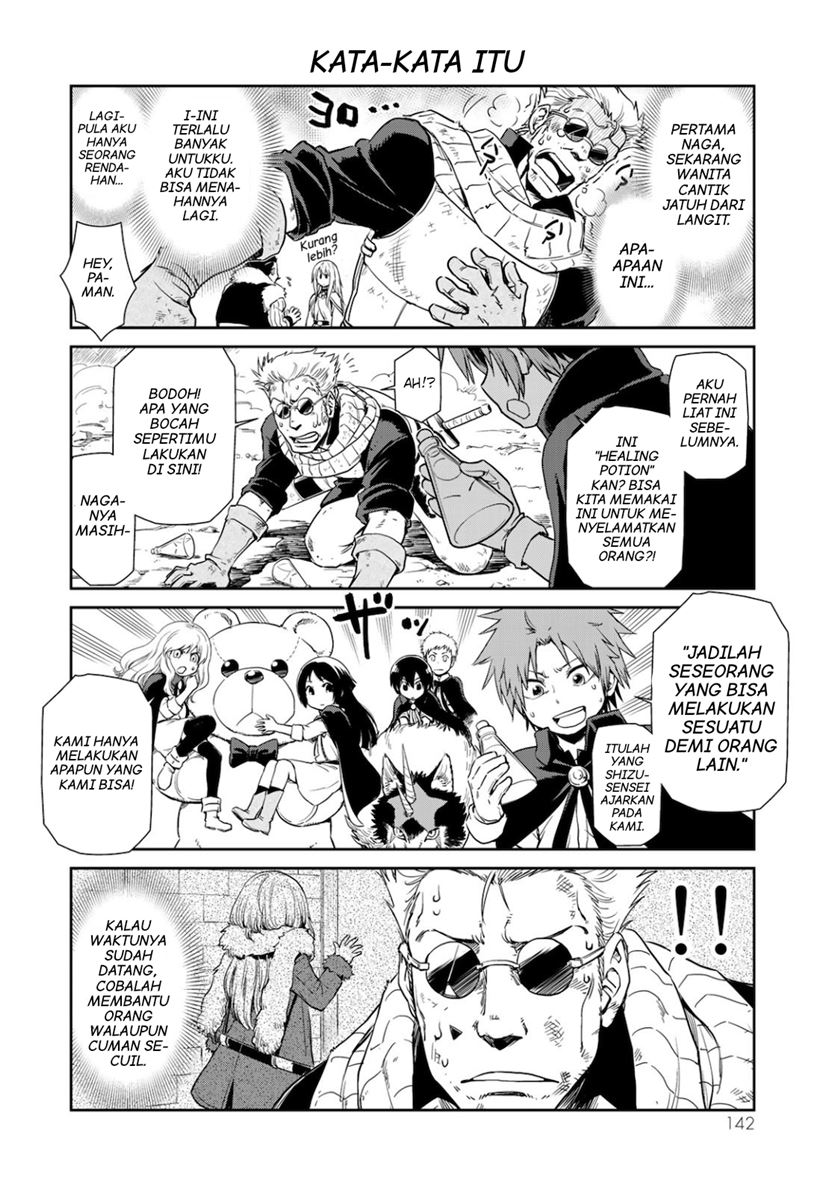 KATA-KATA ITU
PERTAMA
NAGA,
SEKARANG
WANITA
CANTIK
JATUH DARI
LANGIT.
APA-
APAAN
INI...
ヨロ...
I-INI
TERLALU
BANYAK
UNTUKKU.
AKU TIDAK
BISA MENA-
HANNYA
LAGI.
LAGI-
PULA AKU
HANYA
SEORANG
RENDA-
HAN...
Kurang
lebih?
HEY,
PA-
MAN.
AKU
PERNAH
LIAT INI
SEBE-
LUMNYA.
INI
"HEALING
POTION"
KAN? BISA
KITA MEMAKAI
INI UNTUK ME-
NYELAMATKAN
SEMUA
ORANG?!
AH!?
BODOH!
APA YANG
BOCAH
SEPERTIMU
LAKUKAN
DI SINI!
NAGA-
NYA
MASIH-
"JADILAH
SESEORANG
YANG BISA
MELAKUKAN
SESUATU
DEMI ORANG
LAIN."
ITULAH
YANG
SHIZU-
SENSEI
AJARKAN
PADA
KAMI.
ザッ
KAMI HANYA
MELAKUKAN
APAPUN YANG
KAMI BISA!
!!
KALAU
WAKTUNYA
SUDAH
DATANG,
COBALAH
MEMBANTU
ORANG
WALAUPUN
CUMAN SE-
CUIL.
142